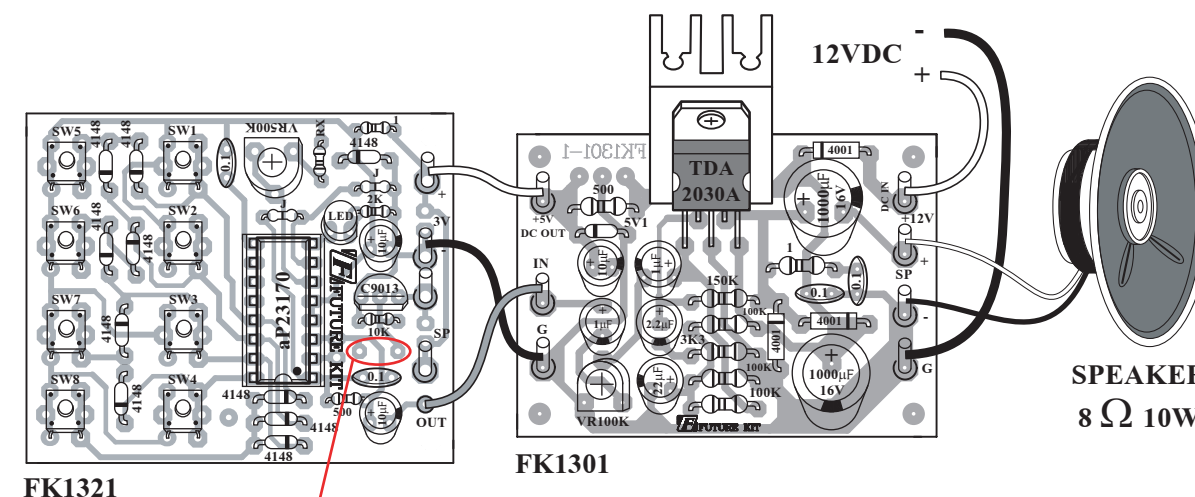 12VDC
-
+
SPEAKER
8 Ω 10W
FK1321
SW5
4148
4148
SW1
0.1
VR500K
RX
1
4148
J
2K
+
3V
-
SW6
4148
4148
SW2
J
LED
10µF
aP23170
FUTURE KIT
C9013
10K
SP
SW7
4148
SW3
0.1
SW8
4148
SW4
4148
4148
4148
500
10µF
OUT
FK1301
FK1301-1
TDA
2030A
4001
1000µF
16V
DC IN
+12V
+5V
DC OUT
500
5V1
10µF
1µF
IN
150K
1
0.1
0.1
+
SP
-
G
1µF
2.2µF
100K
3K3
4001
4001
100K
100K
VR100K
22µF
1000µF
16V
G
FUTURE KIT